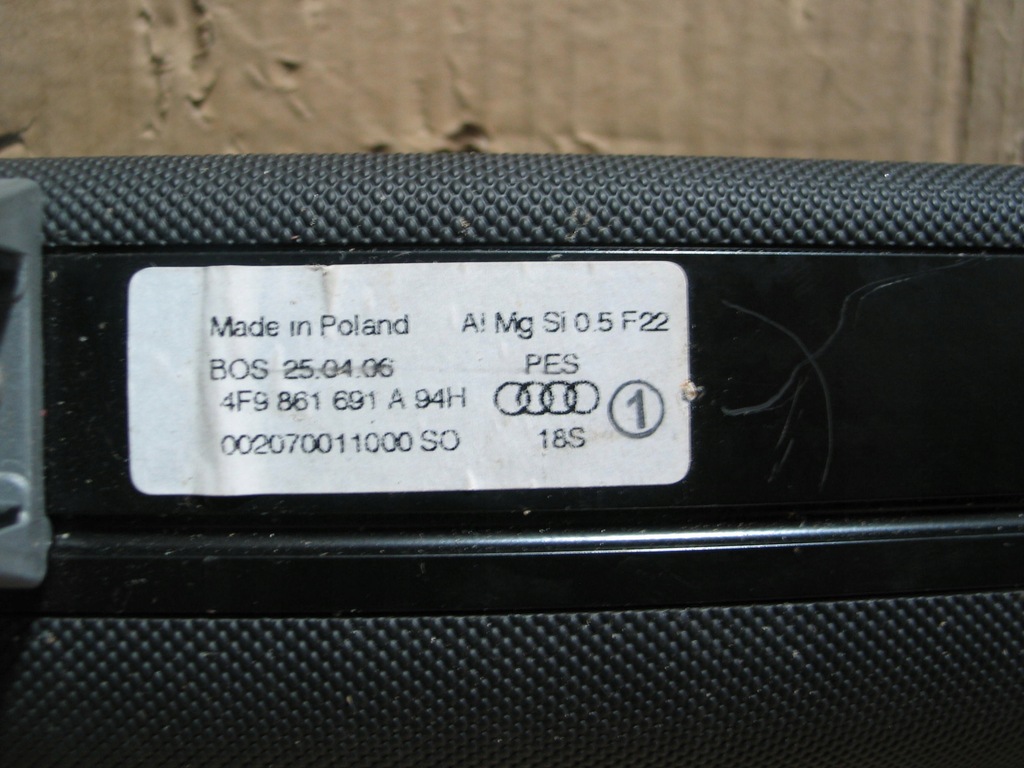 Made in Poland Al Mg Si 0.5 F22
BOS 25.04.06 PES
4F9 861 691 A 94H 1
002070011000 SO 18S